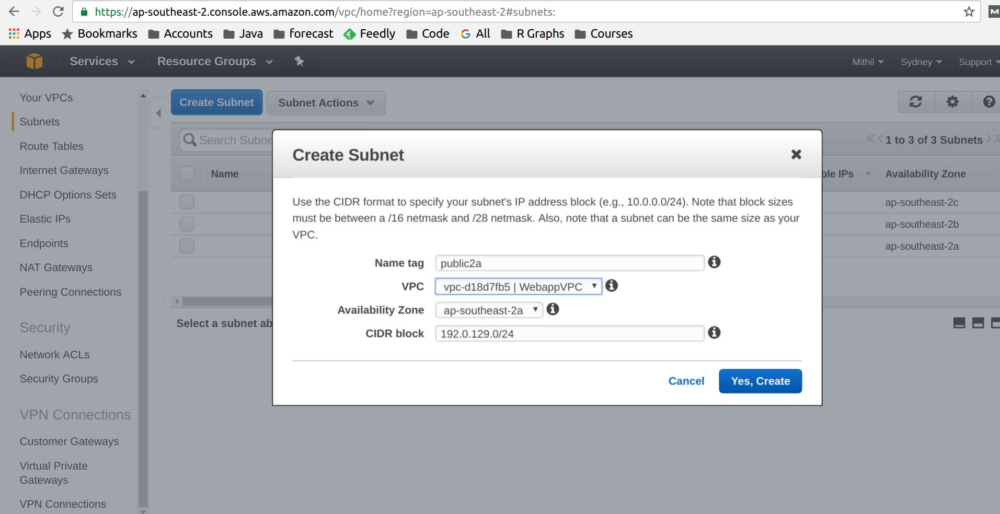 https://ap-southeast-2.console.aws.amazon.com/vpc/home?region=ap-southeast-2#subnets:
M
Apps Bookmarks Accounts Java forecast Feedly Code All R Graphs Courses
Services Resource Groups Mithil Sydney Support
Your VPCs
Subnets
Route Tables
Internet Gateways
DHCP Options Sets
Elastic IPs
Endpoints
NAT Gateways
Peering Connections
Security
Network ACLs
Security Groups
VPN Connections
Customer Gateways
Virtual Private
Gateways
VPN Connections
Create Subnet Subnet Actions
Search Subne
1 to 3 of 3 Subnets
Name ble IPs Availability Zone
ap-southeast-2c
ap-southeast-2b
ap-southeast-2a
Select a subnet ab
Create Subnet
Use the CIDR format to specify your subnet's IP address block (e.g., 10.0.0.0/24). Note that block sizes
must be between a /16 netmask and /28 netmask. Also, note that a subnet can be the same size as your
VPC.
Name tag public2a
VPC vpc-d18d7fb5 | WebappVPC
Availability Zone ap-southeast-2a
CIDR block 192.0.129.0/24
Cancel Yes, Create